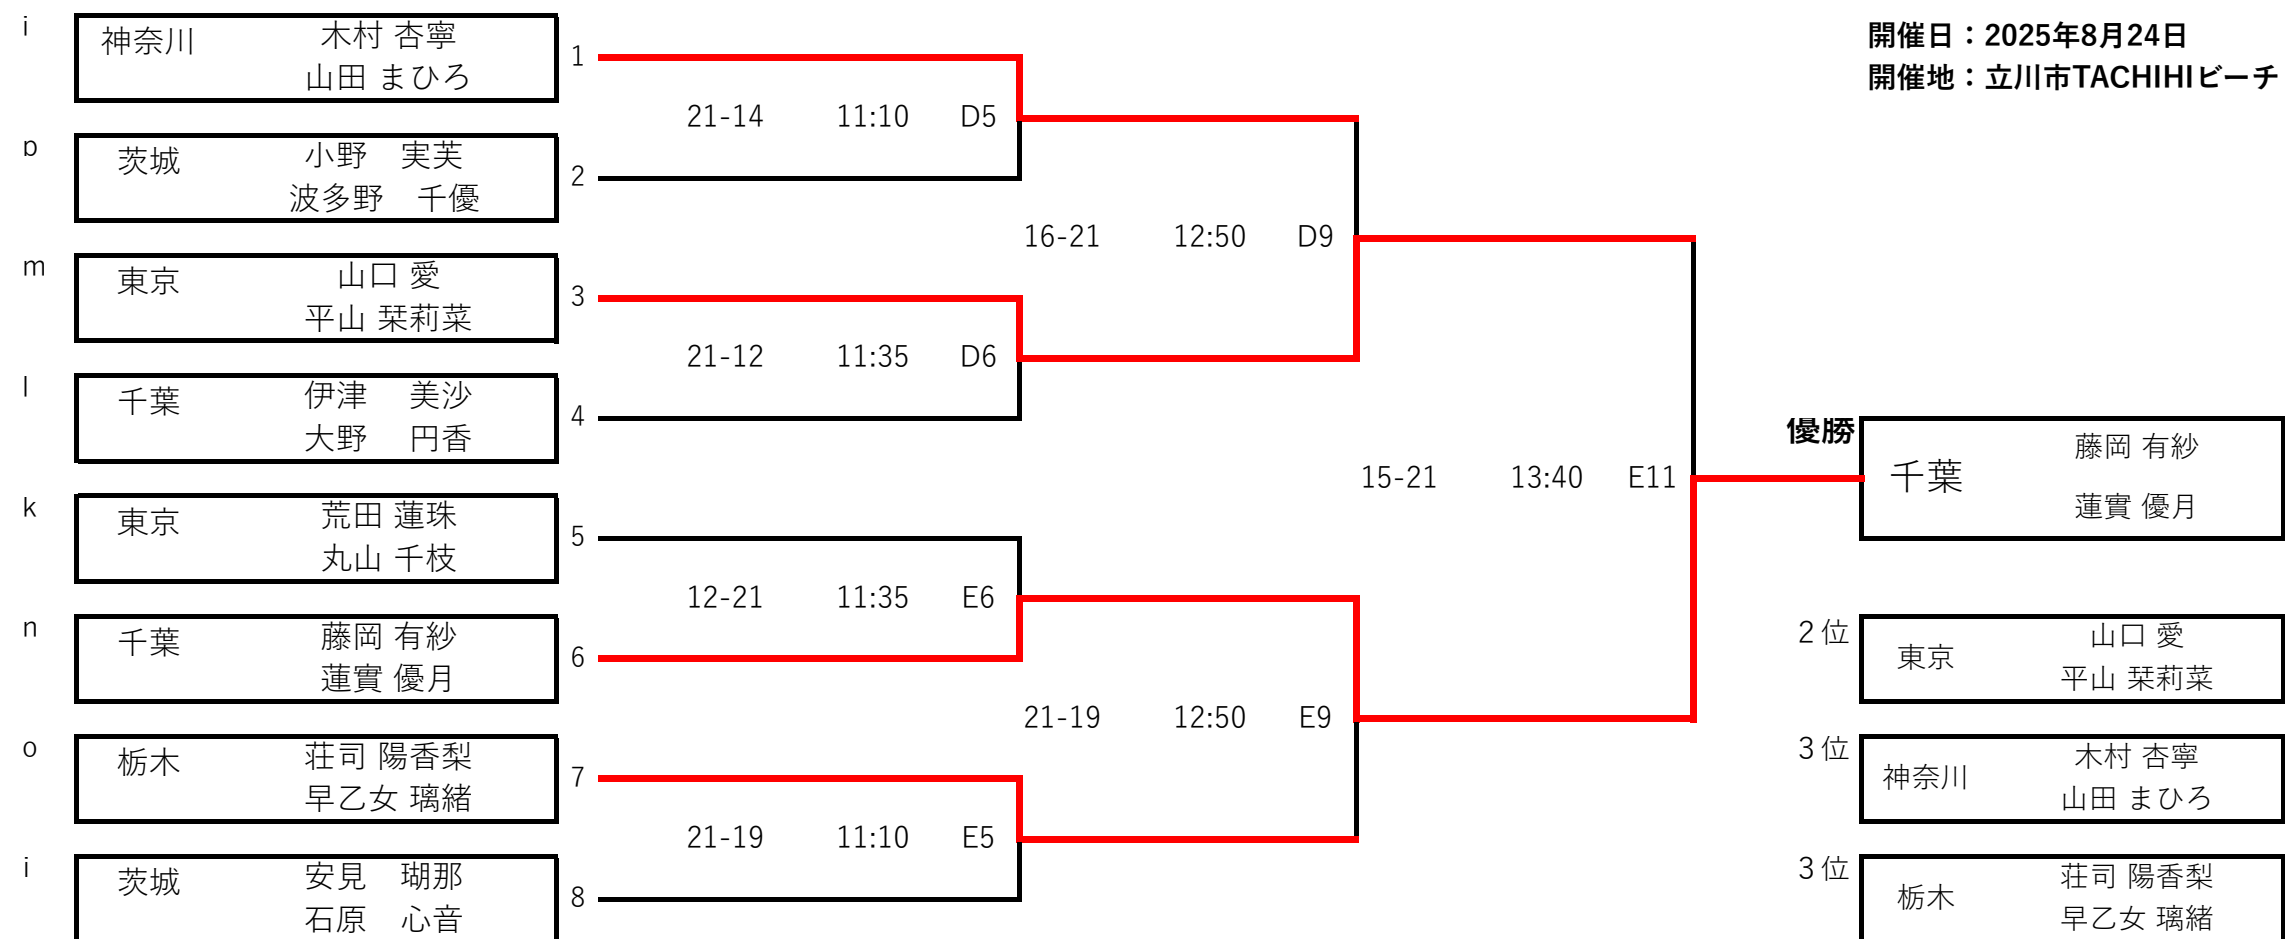 i
神奈川 木村 杏寧
山田 まひろ
1
開催日：2025年8月24日
開催地：立川市TACHIHIビーチ
21-14 11:10 D5
p
茨城 小野　実芙
波多野　千優
2
16-21 12:50 D9
m
東京 山口 愛
平山 栞莉菜
3
21-12 11:35 D6
l
千葉 伊津　美沙
大野　円香
4
15-21 13:40 E11
優勝
千葉 藤岡 有紗
蓮實 優月
k
東京 荒田 蓮珠
丸山 千枝
5
12-21 11:35 E6
n
千葉 藤岡 有紗
蓮實 優月
6
2位
東京 山口 愛
平山 栞莉菜
21-19 12:50 E9
o
栃木 荘司 陽香梨
早乙女 璃緒
7
3位
神奈川 木村 杏寧
山田 まひろ
21-19 11:10 E5
i
茨城 安見　瑚那
石原　心音
8
3位
栃木 荘司 陽香梨
早乙女 璃緒